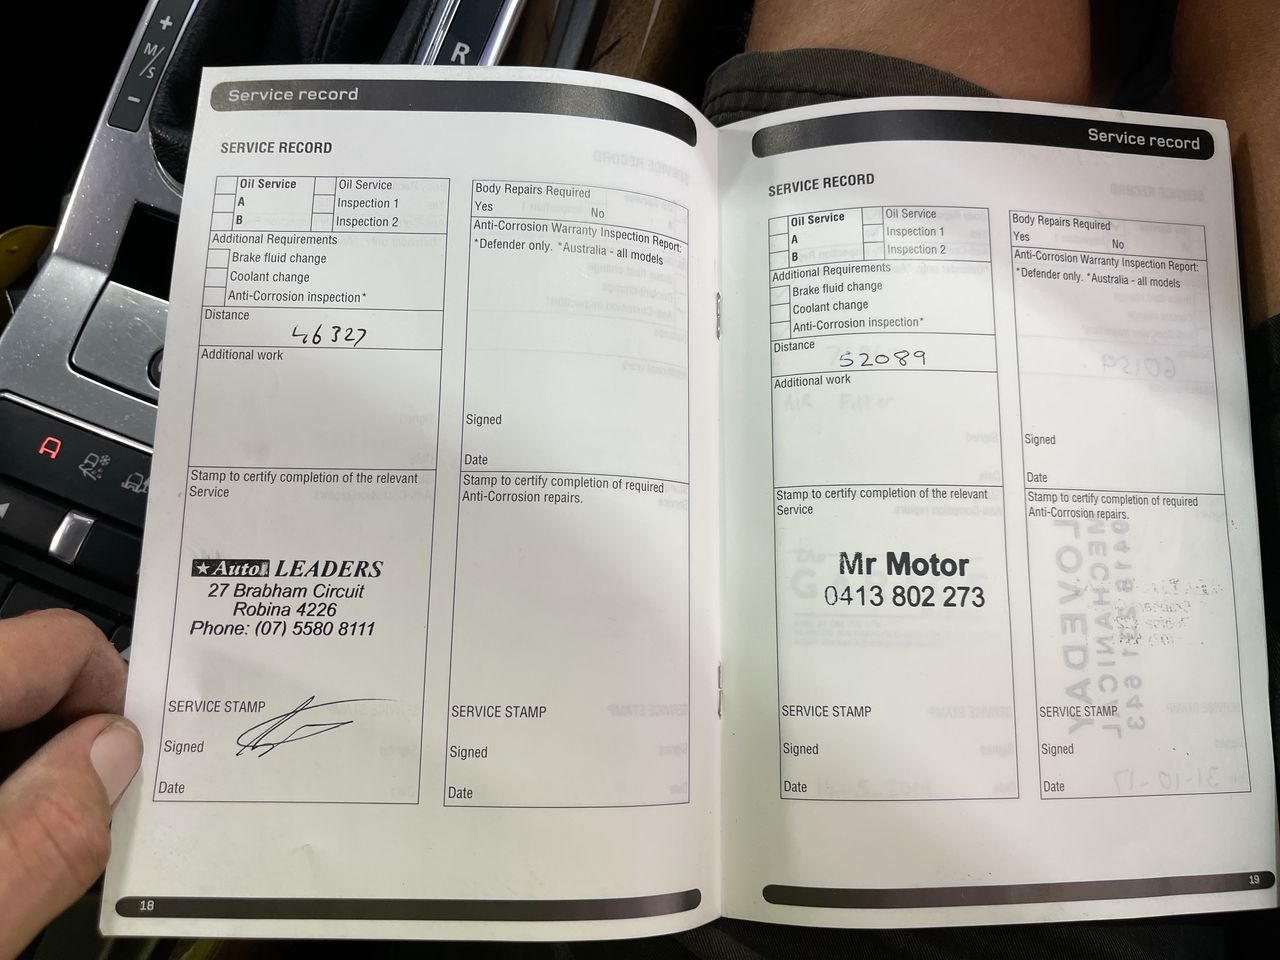 +
M/S
-
R
A
Service record
SERVICE RECORD
Oil Service
A
B
Oil Service
Inspection 1
Inspection 2
Additional Requirements
Brake fluid change
Coolant change
Anti-Corrosion inspection*
Distance
46327
Additional work
Stamp to certify completion of the relevant
Service
★Auto LEADERS
27 Brabham Circuit
Robina 4226
Phone: (07) 5580 8111
SERVICE STAMP
Signed
Date
Body Repairs Required
Yes No
Anti-Corrosion Warranty Inspection Report:
*Defender only. *Australia - all models
Signed
Date
Stamp to certify completion of required
Anti-Corrosion repairs.
SERVICE STAMP
Signed
Date
18
Service record
SERVICE RECORD
Oil Service
A
B
Oil Service
Inspection 1
Inspection 2
Additional Requirements
Brake fluid change
Coolant change
Anti-Corrosion inspection*
Distance
52089
Additional work
Stamp to certify completion of the relevant
Service
Mr Motor
0413 802 273
SERVICE STAMP
Signed
Date
Body Repairs Required
Yes No
Anti-Corrosion Warranty Inspection Report:
*Defender only. *Australia - all models
Signed
Date
Stamp to certify completion of required
Anti-Corrosion repairs.
LOVEDAY
MECHANICAL
SERVICE STAMP
Signed
Date
31-10-17
19